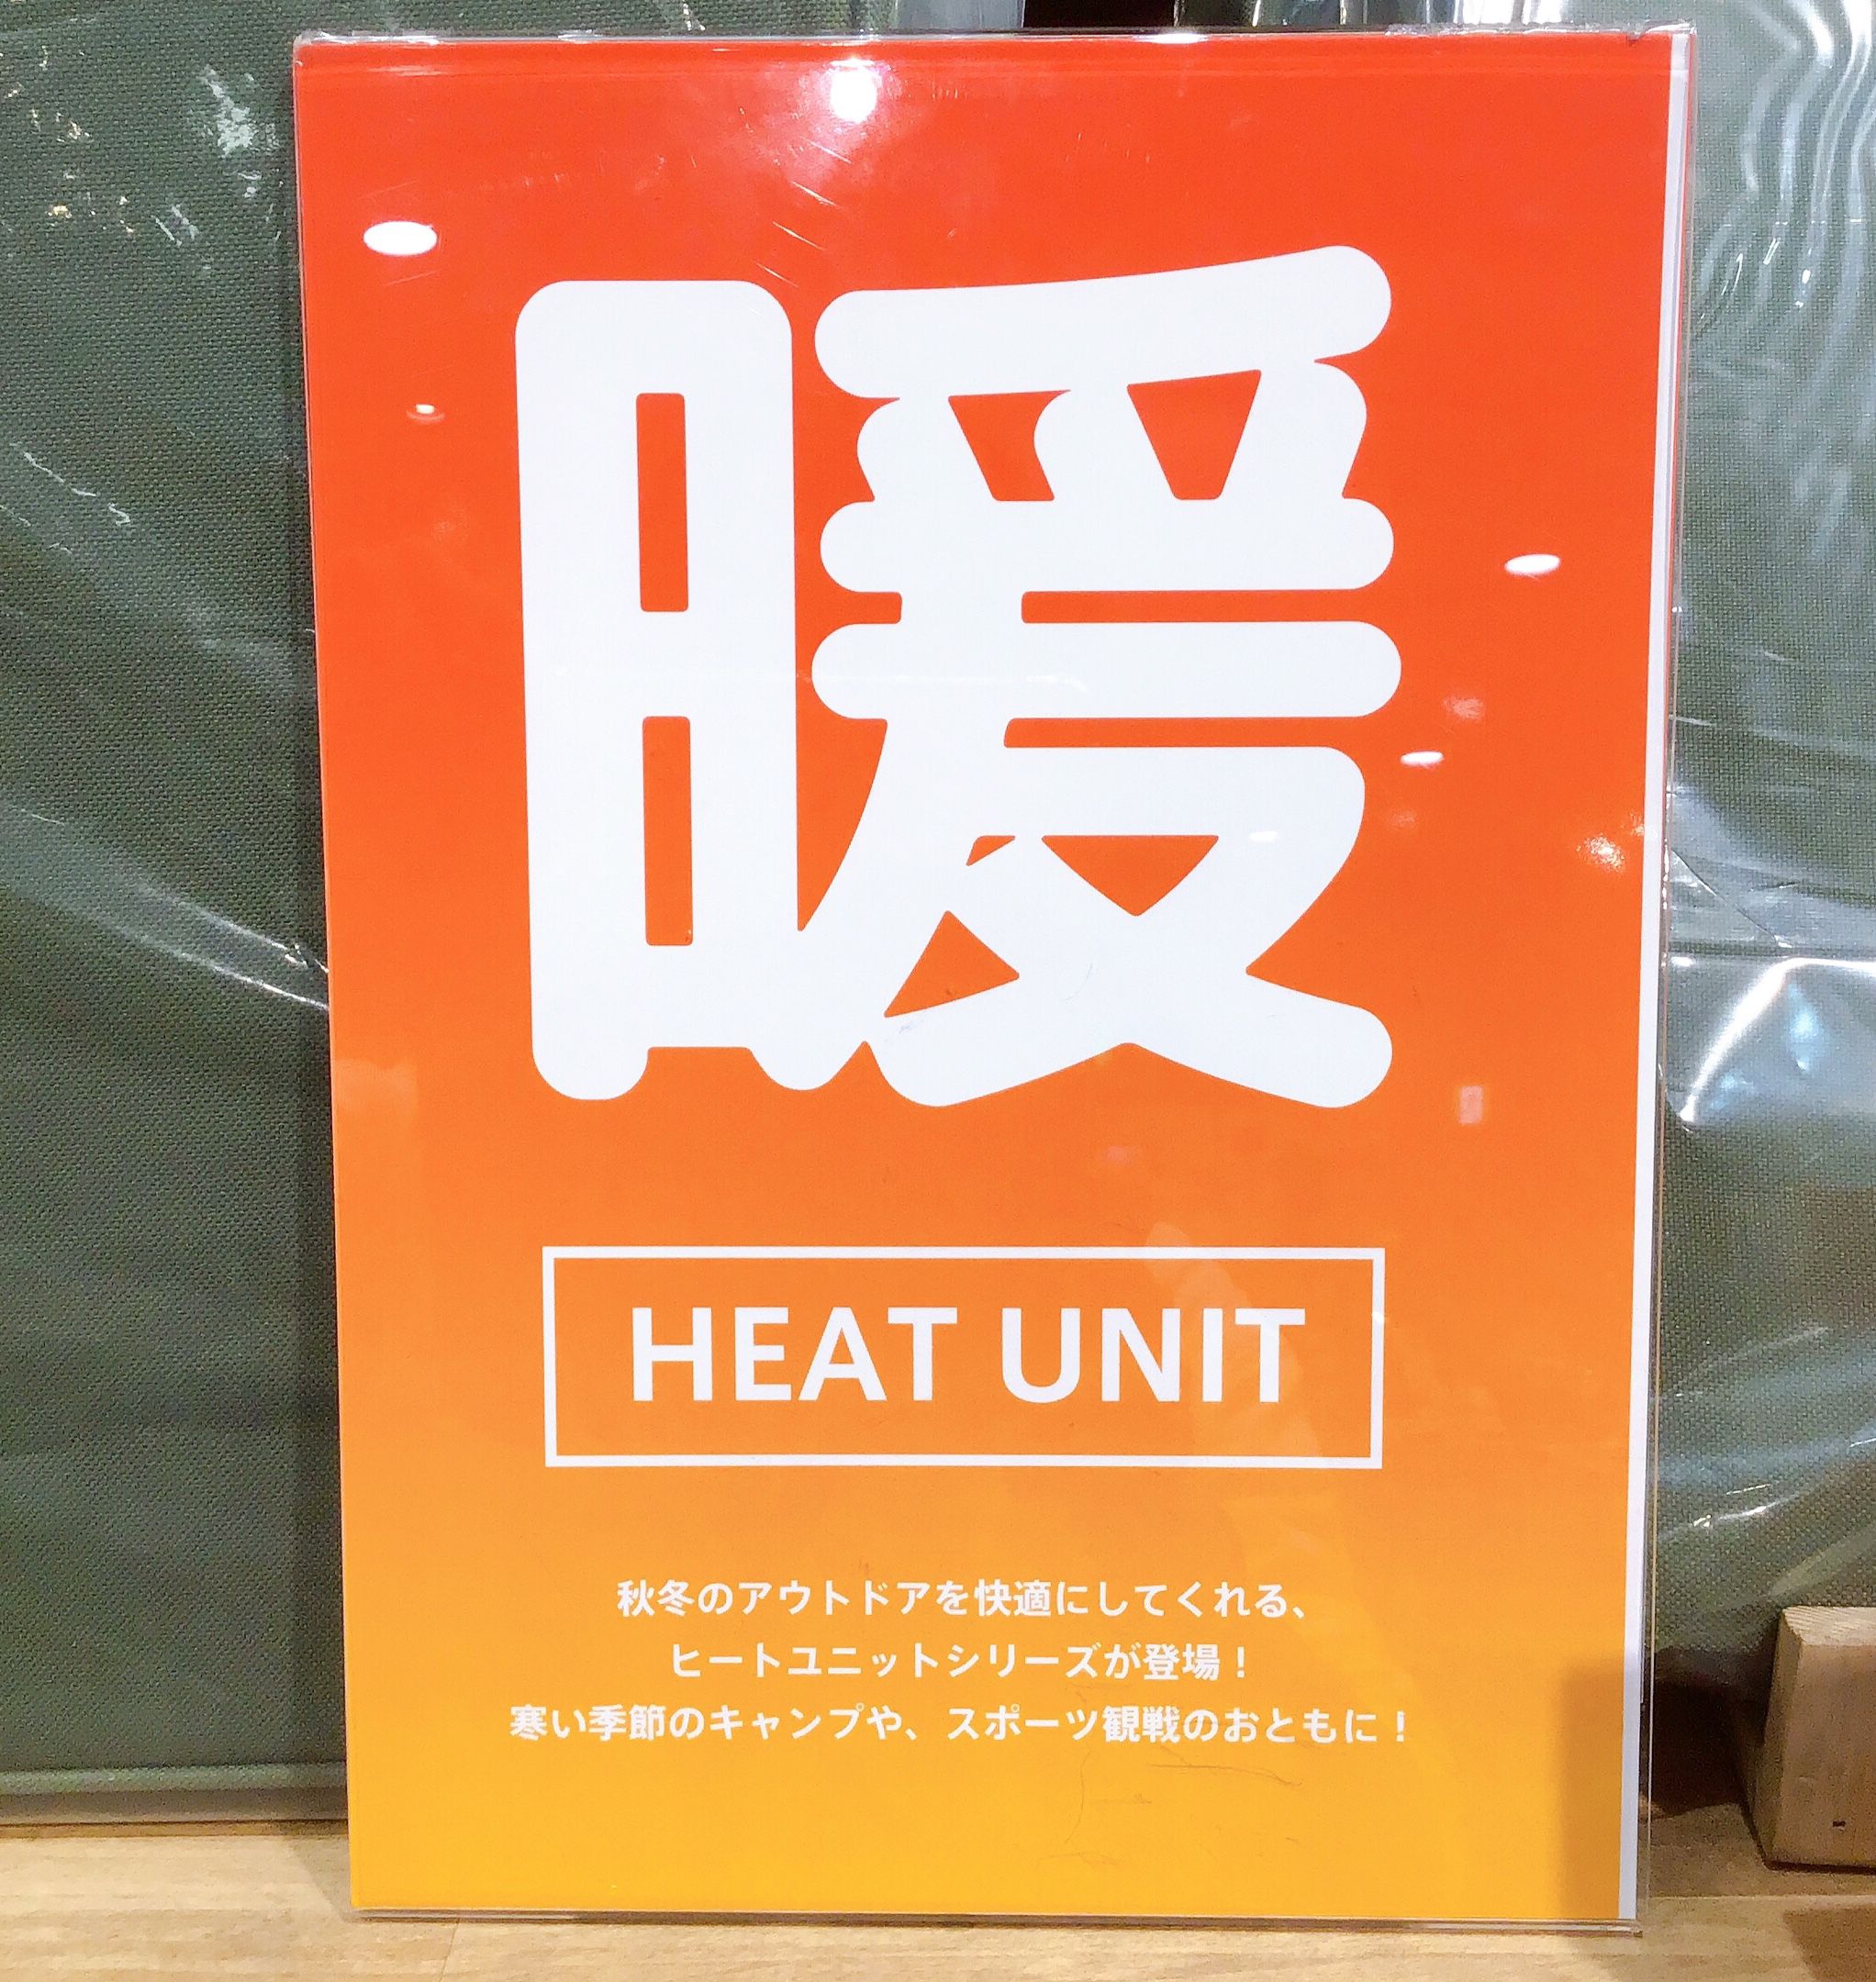 暖
HEAT UNIT
秋冬のアウトドアを快適にしてくれる、
ヒートユニットシリーズが登場！
寒い季節のキャンプや、スポーツ観戦のおともに！